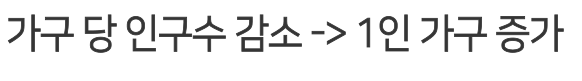 가구 당 인구수 감소 -> 1인 가구 증가